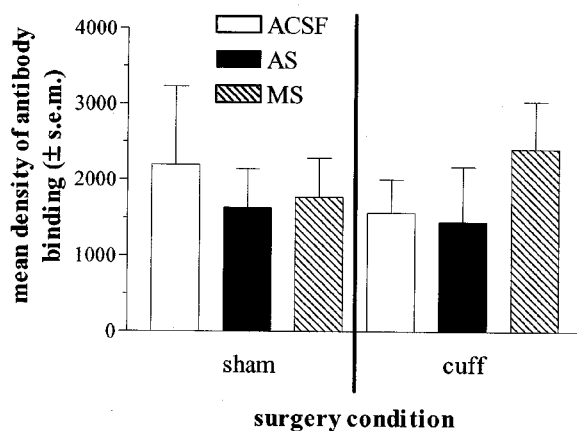 mean density of antibody
binding (± s.e.m.)
4000
3000
2000
1000
0
ACSF
AS
MS
sham
cuff
surgery condition